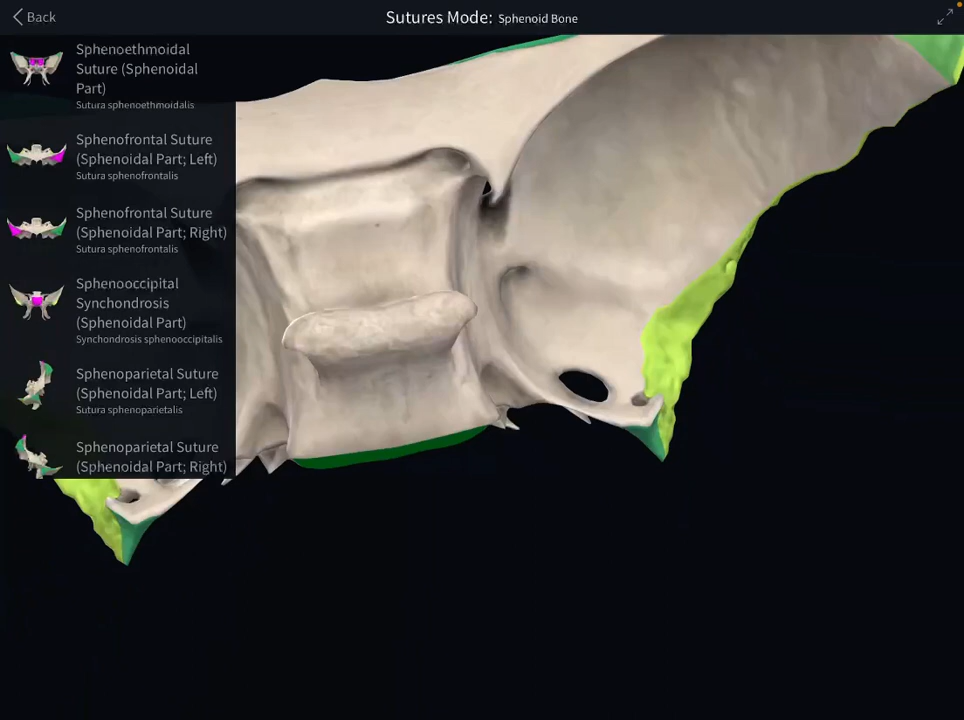 Back
Sutures Mode: Sphenoid Bone
Sphenoethmoidal
Suture (Sphenoidal
Part)
Sutura sphenoethmoidalis
Sphenofrontal Suture
(Sphenoidal Part; Left)
Sutura sphenofrontalis
Sphenofrontal Suture
(Sphenoidal Part; Right)
Sutura sphenofrontalis
Sphenooccipital
Synchondrosis
(Sphenoidal Part)
Synchondrosis sphenooccipitalis
Sphenoparietal Suture
(Sphenoidal Part; Left)
Sutura sphenoparietalis
Sphenoparietal Suture
(Sphenoidal Part; Right)